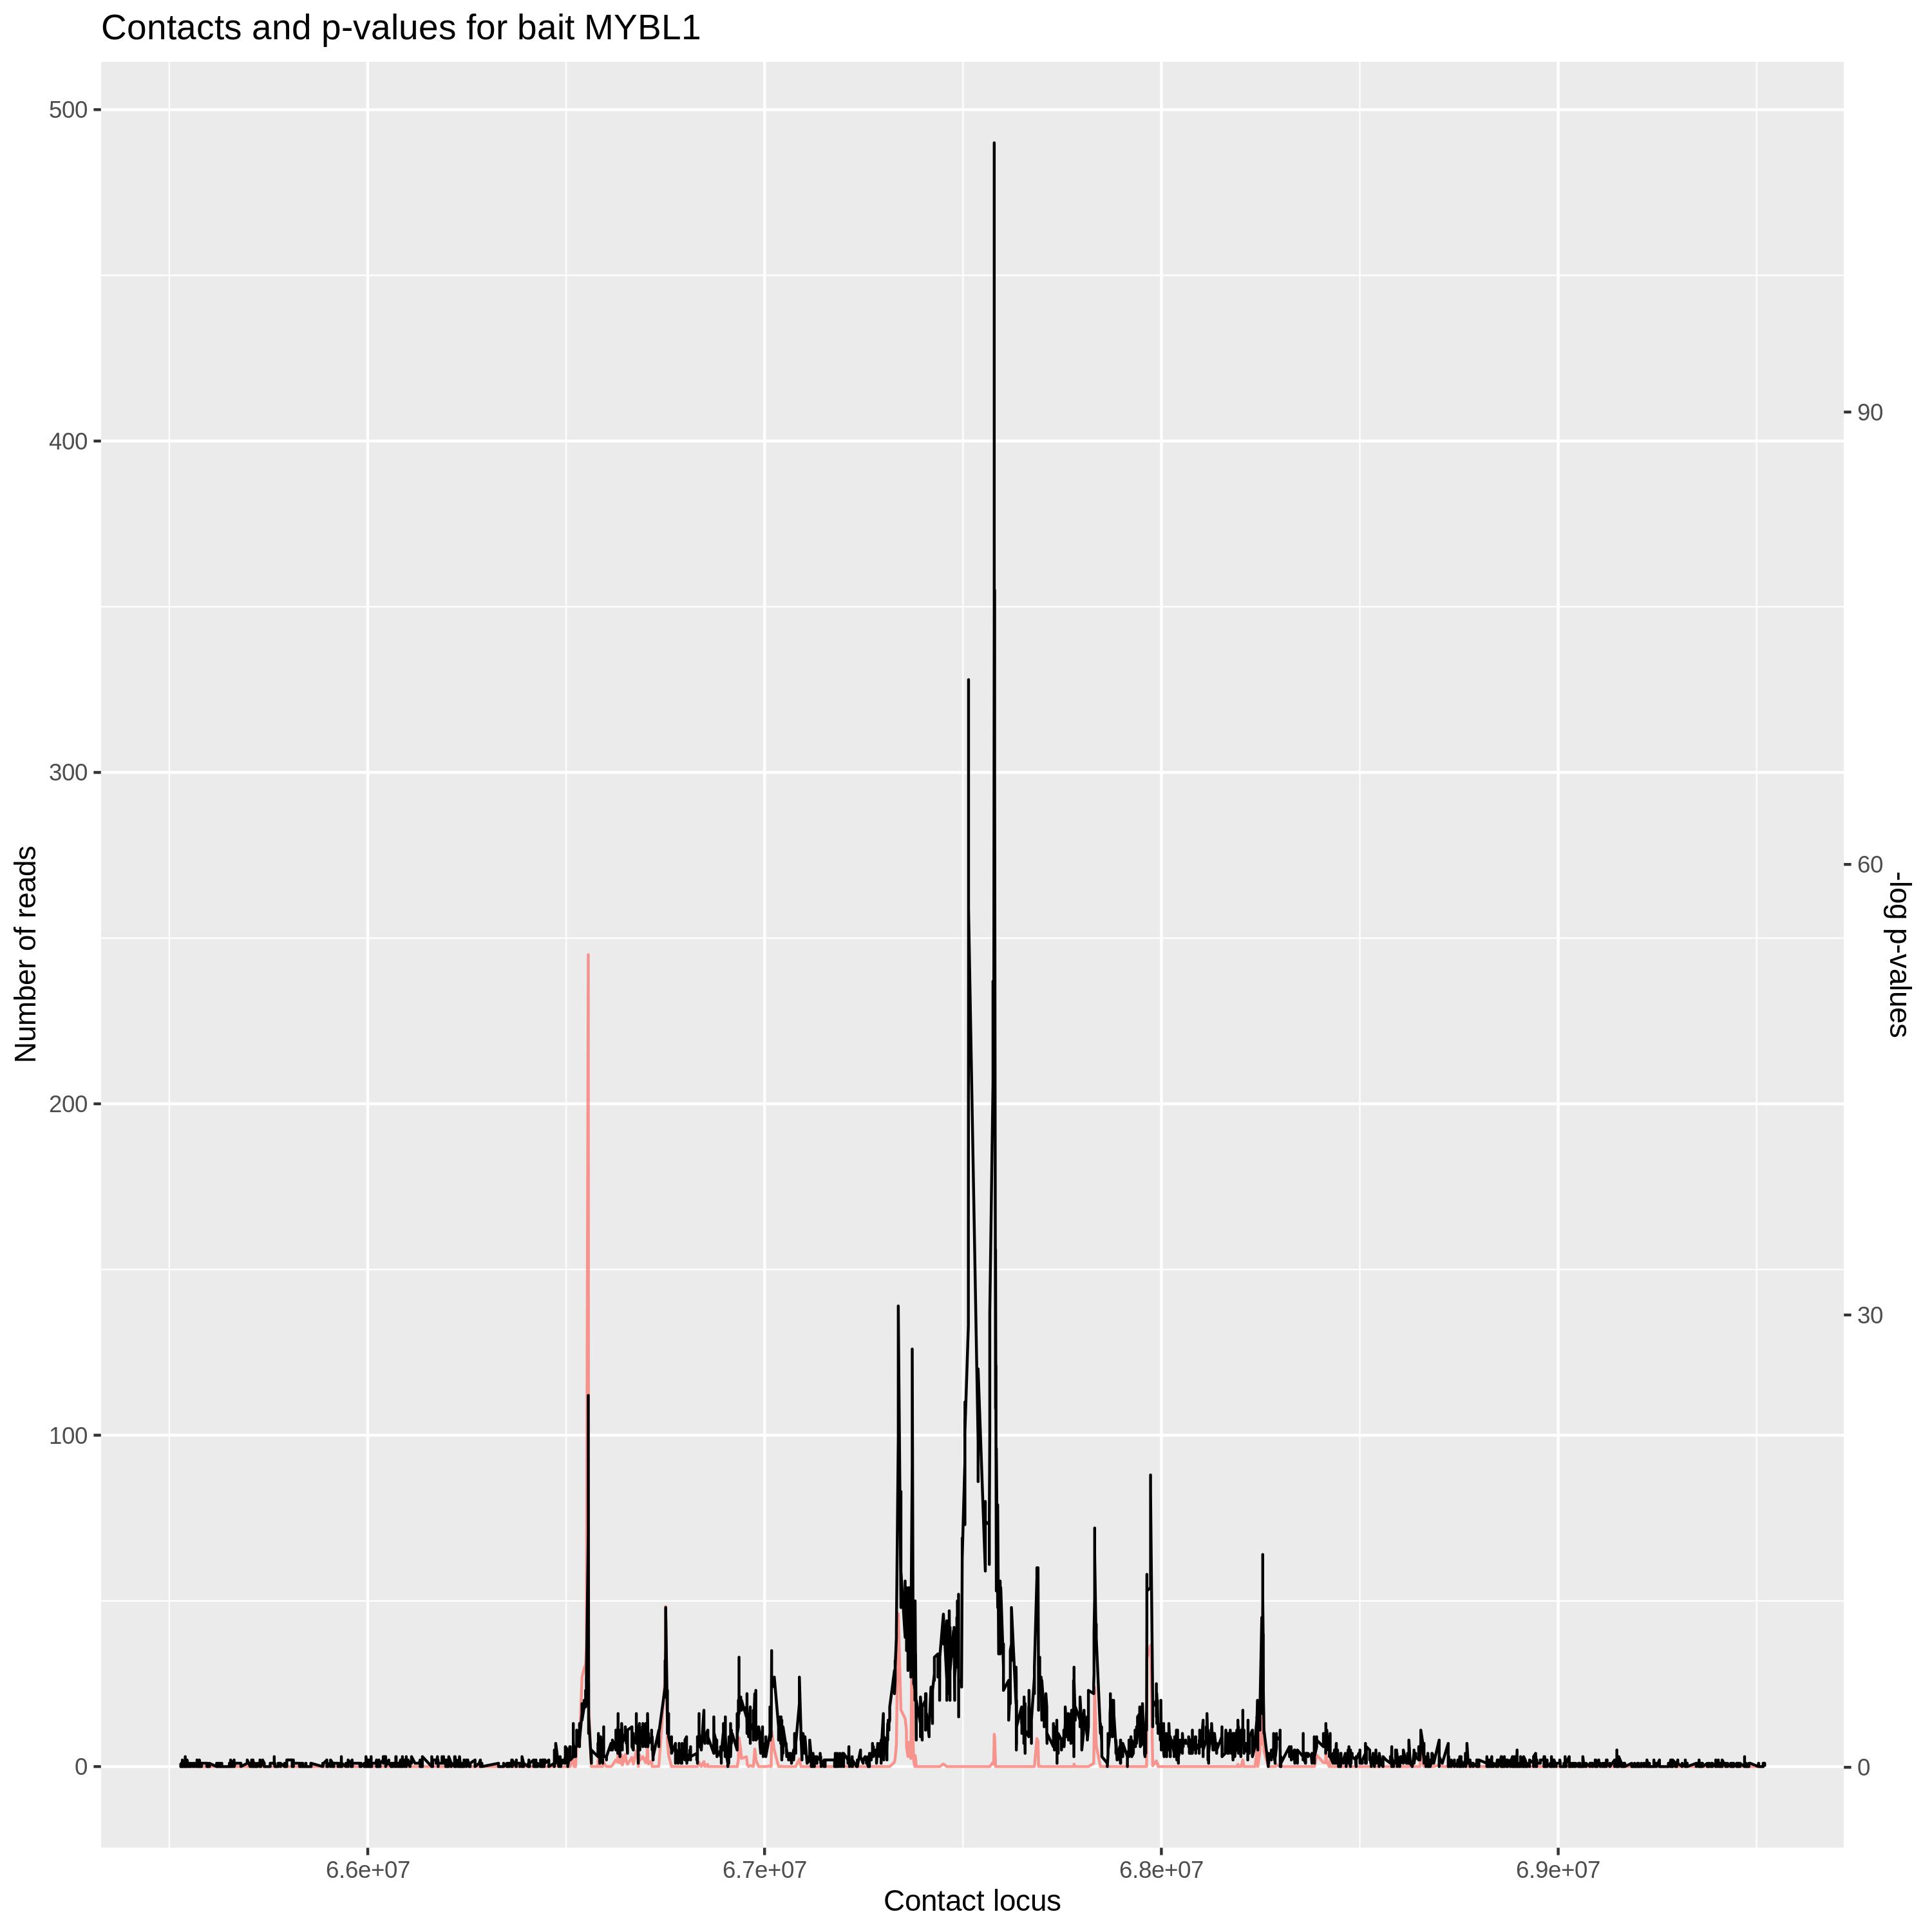 Contacts and p-values for bait MYBL1
500
400
300
200
100
0
Number of reads
90
60
30
0
-log p-values
6.6e+07
6.7e+07
6.8e+07
6.9e+07
Contact locus